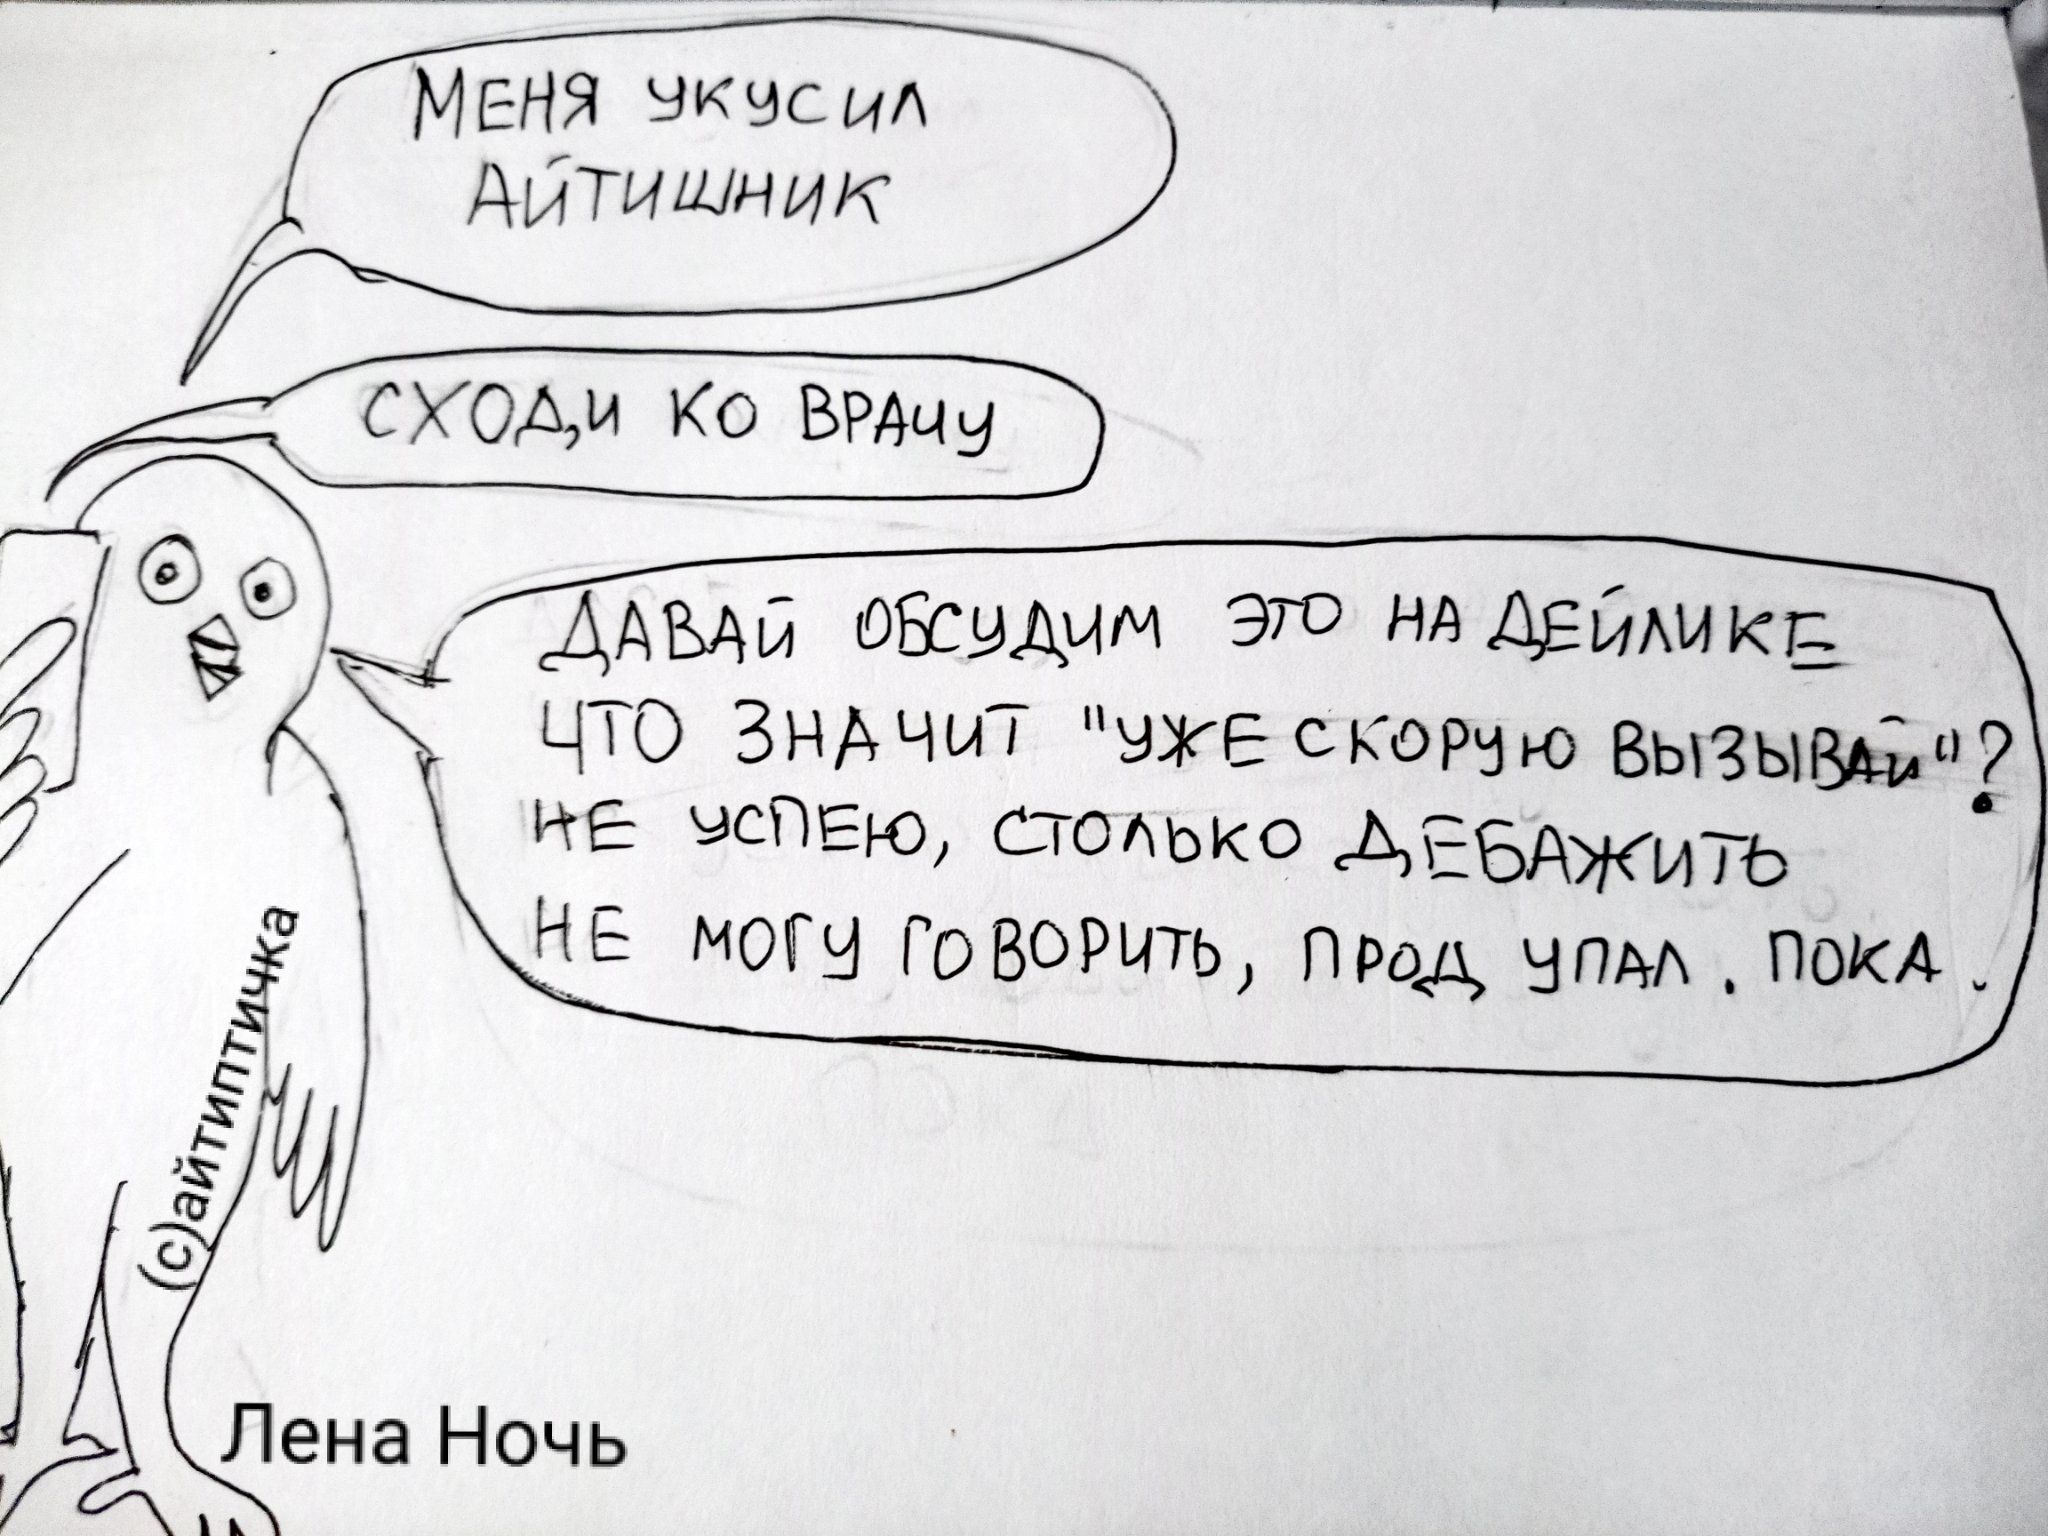 МЕНЯ УКУСИЛ
АЙТИШНИК
СХОДИ КО ВРАЧУ
ДАВАЙ ОБСУДИМ ЭТО НА ДЕЙЛИКЕ
ЧТО ЗНАЧИТ "УЖЕ СКОРУЮ ВЫЗЫВАЙ"?
НЕ УСПЕЮ, СТОЛЬКО ДЕБАЖИТЬ
НЕ МОГУ ГОВОРИТЬ, ПРОД УПАЛ. ПОКА.
(с)айтиптичка
Лена Ночь